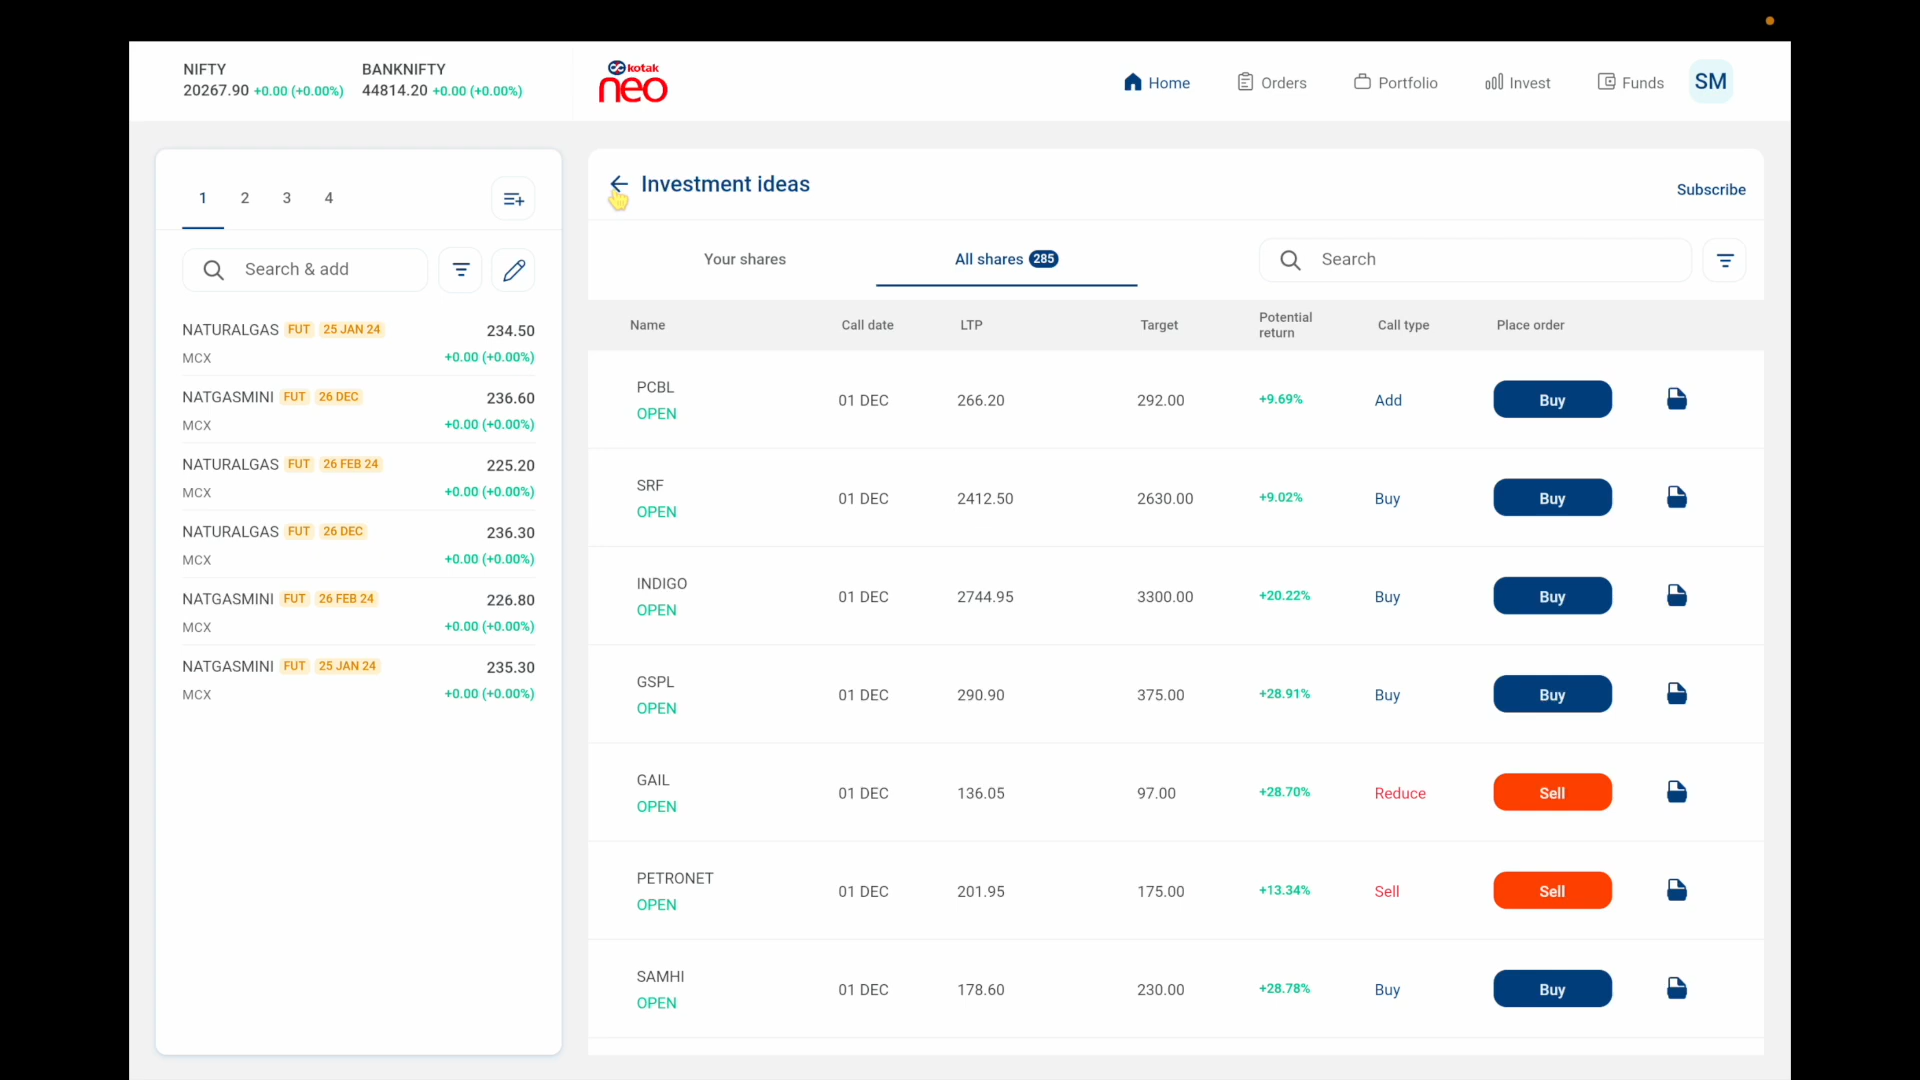 NIFTY
20267.90 +0.00 (+0.00%)
BANKNIFTY
44814.20 +0.00 (+0.00%)
kotak
neo
Home
Orders
Portfolio
Invest
Funds
SM
1 2 3 4
Search & add
NATURALGAS FUT 25 JAN 24 234.50
MCX +0.00 (+0.00%)
NATGASMINI FUT 26 DEC 236.60
MCX +0.00 (+0.00%)
NATURALGAS FUT 26 FEB 24 225.20
MCX +0.00 (+0.00%)
NATURALGAS FUT 26 DEC 236.30
MCX +0.00 (+0.00%)
NATGASMINI FUT 26 FEB 24 226.80
MCX +0.00 (+0.00%)
NATGASMINI FUT 25 JAN 24 235.30
MCX +0.00 (+0.00%)
Investment ideas
Subscribe
Your shares
All shares 285
Search
Name Call date LTP Target Potential return Call type Place order
PCBL
OPEN
01 DEC 266.20 292.00 +9.69% Add Buy
SRF
OPEN
01 DEC 2412.50 2630.00 +9.02% Buy Buy
INDIGO
OPEN
01 DEC 2744.95 3300.00 +20.22% Buy Buy
GSPL
OPEN
01 DEC 290.90 375.00 +28.91% Buy Buy
GAIL
OPEN
01 DEC 136.05 97.00 +28.70% Reduce Sell
PETRONET
OPEN
01 DEC 201.95 175.00 +13.34% Sell Sell
SAMHI
OPEN
01 DEC 178.60 230.00 +28.78% Buy Buy